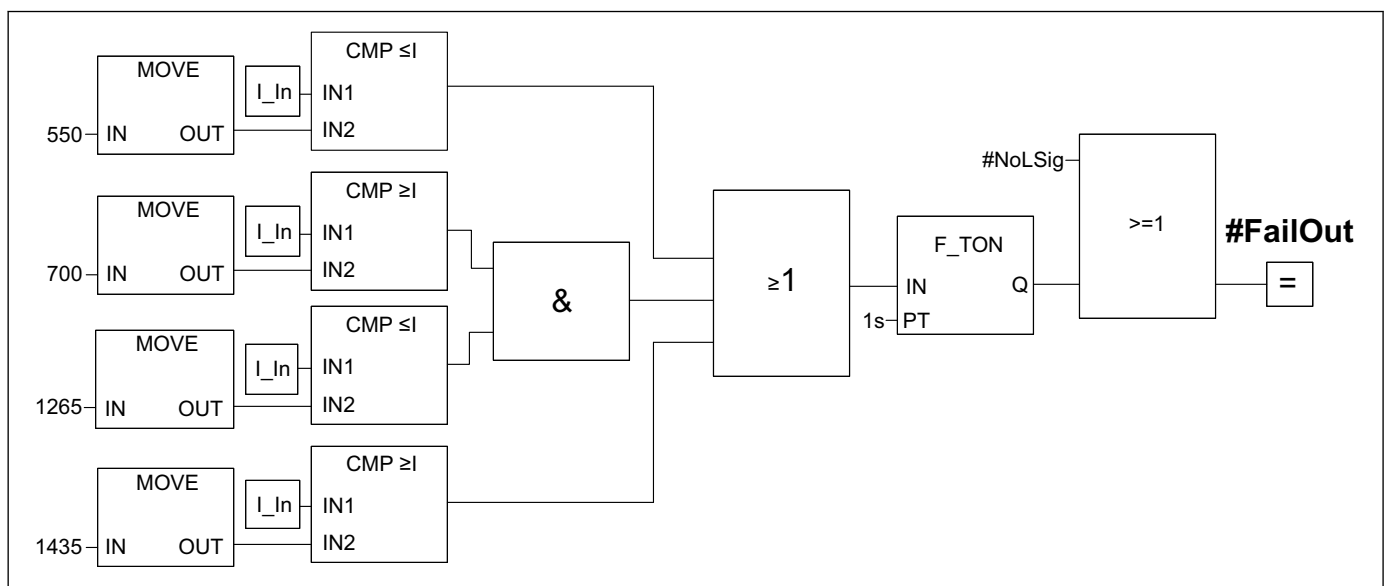 MOVE
550
IN OUT
I_In
CMP ≤I
IN1
IN2
MOVE
700
IN OUT
I_In
CMP ≥I
IN1
IN2
MOVE
1265
IN OUT
I_In
CMP ≤I
IN1
IN2
MOVE
1435
IN OUT
I_In
CMP ≥I
IN1
IN2
&
≥1
F_TON
IN Q
1s PT
#NoLSig
>=1
#FailOut
=